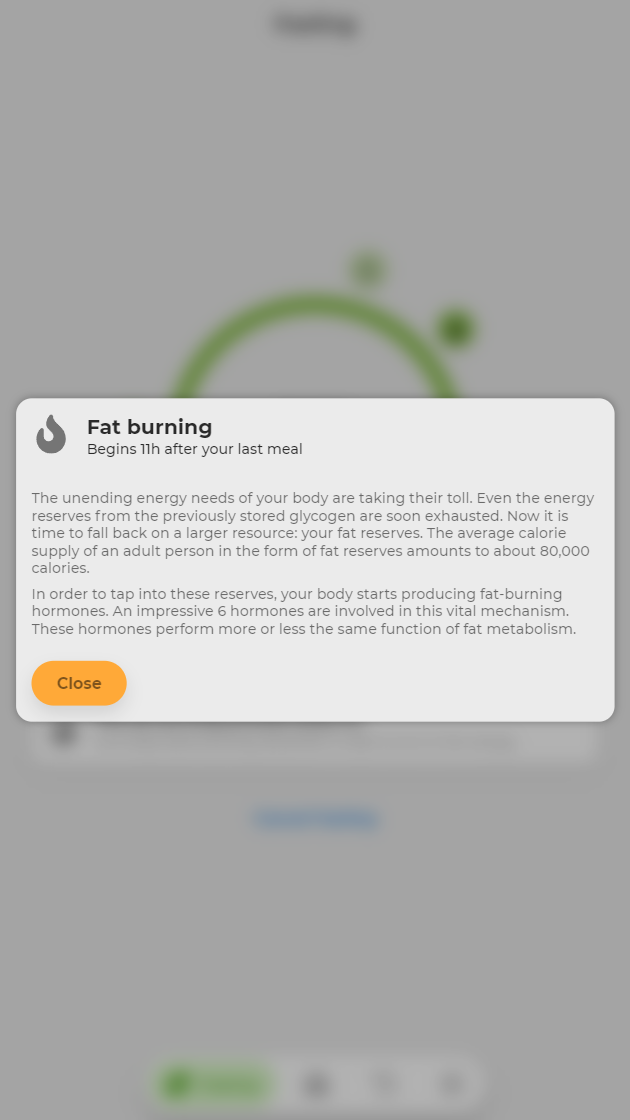 Fat burning
Begins 11h after your last meal
The unending energy needs of your body are taking their toll. Even the energy
reserves from the previously stored glycogen are soon exhausted. Now it is
time to fall back on a larger resource: your fat reserves. The average calorie
supply of an adult person in the form of fat reserves amounts to about 80,000
calories.
In order to tap into these reserves, your body starts producing fat-burning
hormones. An impressive 6 hormones are involved in this vital mechanism.
These hormones perform more or less the same function of fat metabolism.
Close